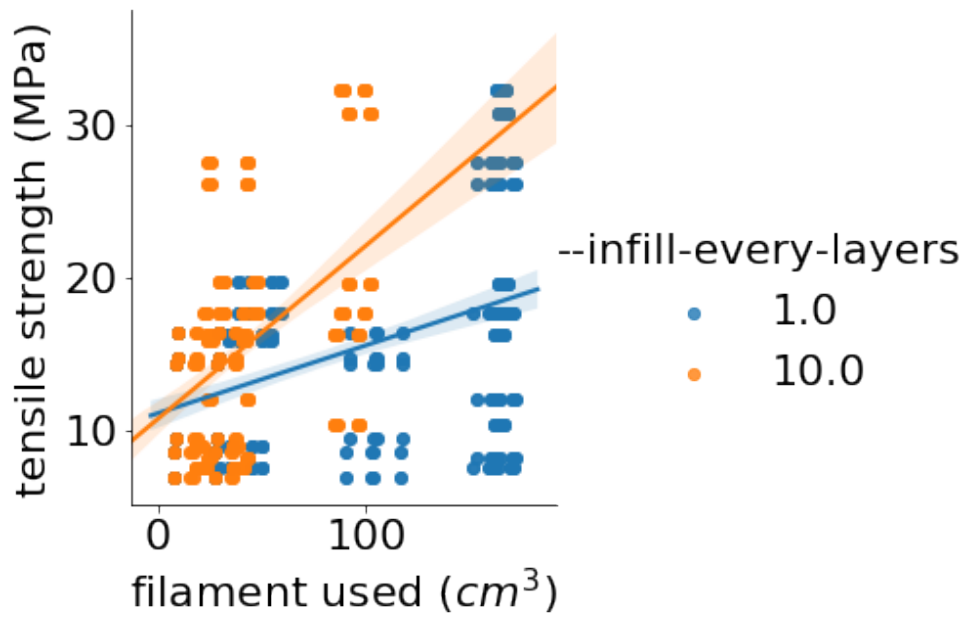 tensile strength (MPa)
30
20
10
0
100
filament used (cm³)
--infill-every-layers
1.0
10.0